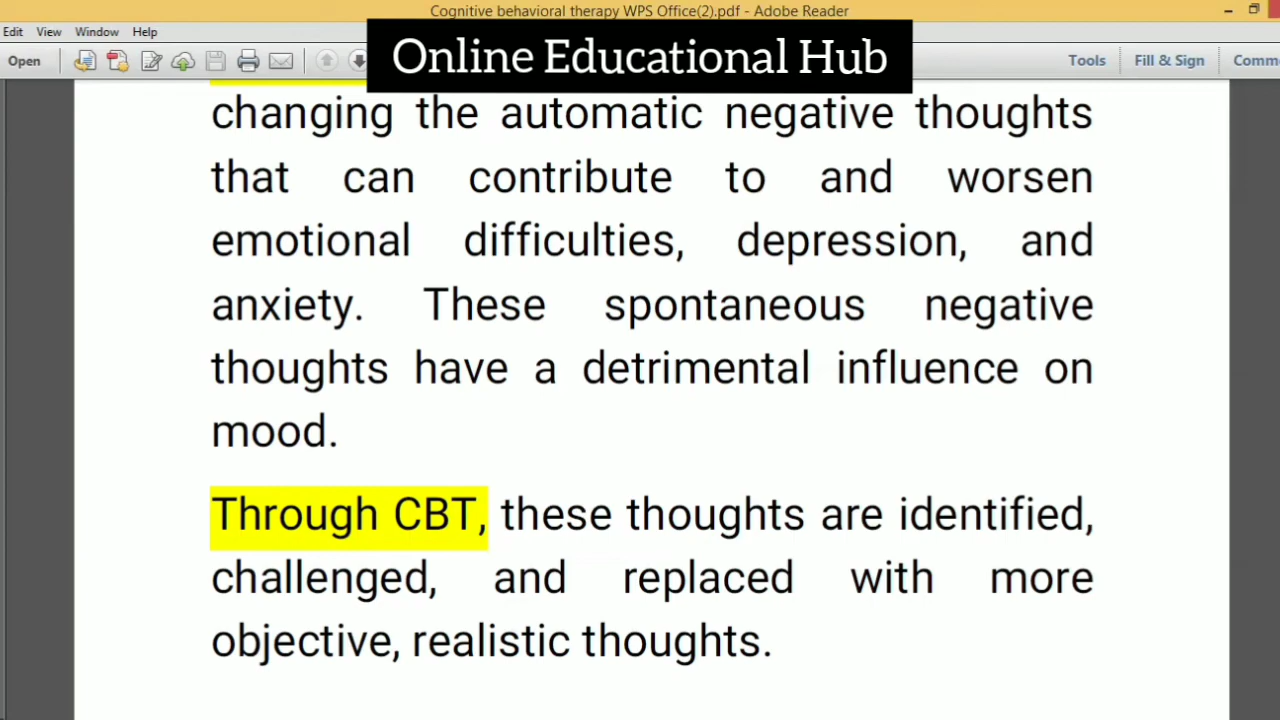 Cognitive behavioral therapy WPS Office(2).pdf - Adobe Reader
Edit View Window Help
Online Educational Hub
Open
Tools Fill & Sign Comm
changing the automatic negative thoughts
that can contribute to and worsen
emotional difficulties, depression, and
anxiety. These spontaneous negative
thoughts have a detrimental influence on
mood.
Through CBT, these thoughts are identified,
challenged, and replaced with more
objective, realistic thoughts.